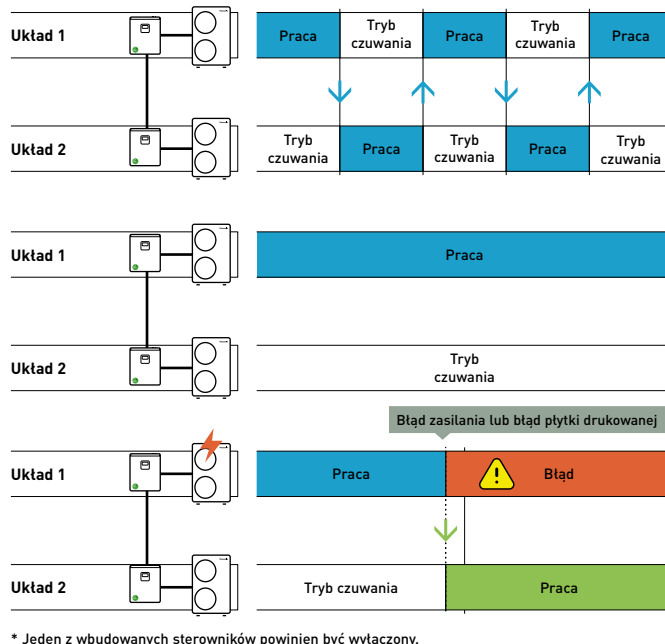 Układ 1
Praca
Tryb
czuwania
Praca
Tryb
czuwania
Praca
Układ 2
Tryb
czuwania
Praca
Tryb
czuwania
Praca
Tryb
czuwania
Układ 1
Praca
Układ 2
Tryb
czuwania
Błąd zasilania lub błąd płytki drukowanej
Układ 1
Praca
Błąd
Układ 2
Tryb czuwania
Praca
* Jeden z wbudowanych sterowników powinien być wyłączony.